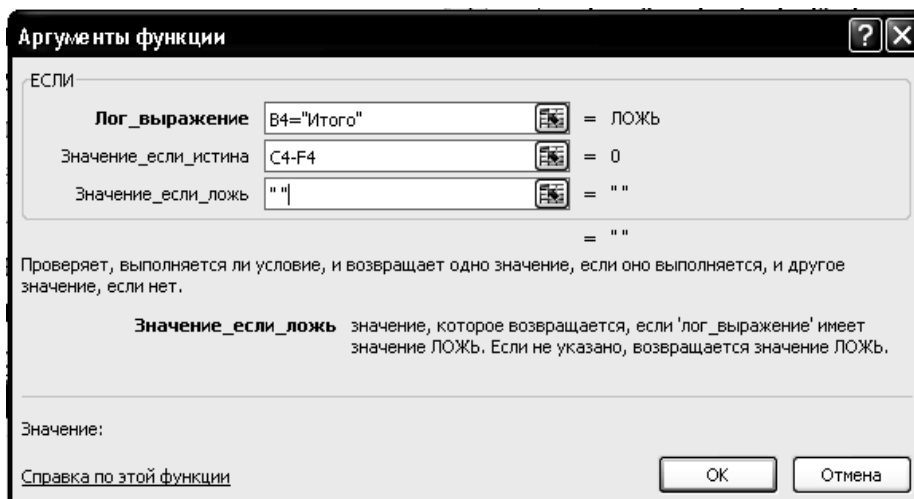 Аргументы функции
ЕСЛИ
Лог_выражение B4="Итого" = ЛОЖЬ
Значение_если_истина C4-F4 = 0
Значение_если_ложь " " = " "
= " "
Проверяет, выполняется ли условие, и возвращает одно значение, если оно выполняется, и другое
значение, если нет.
Значение_если_ложь значение, которое возвращается, если 'лог_выражение' имеет
значение ЛОЖЬ. Если не указано, возвращается значение ЛОЖЬ.
Значение:
Справка по этой функции ОК Отмена